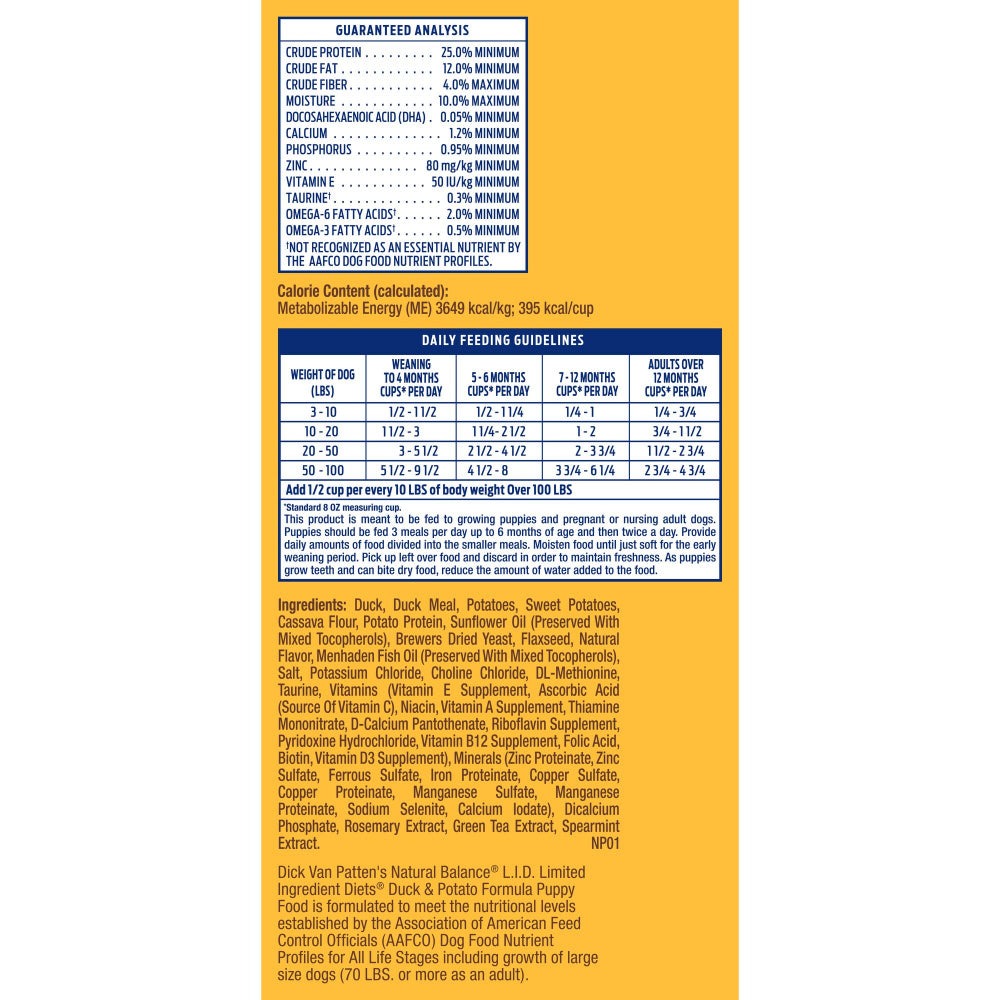 GUARANTEED ANALYSIS
CRUDE PROTEIN . . . . . . . . . 25.0% MINIMUM
CRUDE FAT . . . . . . . . . . . . 12.0% MINIMUM
CRUDE FIBER . . . . . . . . . . . 4.0% MAXIMUM
MOISTURE . . . . . . . . . . . . 10.0% MAXIMUM
DOCOSAHEXAENOIC ACID (DHA) . 0.05% MINIMUM
CALCIUM . . . . . . . . . . . . . . 1.2% MINIMUM
PHOSPHORUS . . . . . . . . . . 0.95% MINIMUM
ZINC . . . . . . . . . . . . . . 80 mg/kg MINIMUM
VITAMIN E . . . . . . . . . . . 50 IU/kg MINIMUM
TAURINE† . . . . . . . . . . . . . . 0.3% MINIMUM
OMEGA-6 FATTY ACIDS† . . . . . . 2.0% MINIMUM
OMEGA-3 FATTY ACIDS† . . . . . . 0.5% MINIMUM
†NOT RECOGNIZED AS AN ESSENTIAL NUTRIENT BY
THE AAFCO DOG FOOD NUTRIENT PROFILES.
Calorie Content (calculated):
Metabolizable Energy (ME) 3649 kcal/kg; 395 kcal/cup
DAILY FEEDING GUIDELINES
WEIGHT OF DOG (LBS) WEANING TO 4 MONTHS CUPS* PER DAY 5 - 6 MONTHS CUPS* PER DAY 7 - 12 MONTHS CUPS* PER DAY ADULTS OVER 12 MONTHS CUPS* PER DAY
3 - 10 1/2 - 1 1/2 1/2 - 1 1/4 1/4 - 1 1/4 - 3/4
10 - 20 1 1/2 - 3 1 1/4 - 2 1/2 1 - 2 3/4 - 1 1/2
20 - 50 3 - 5 1/2 2 1/2 - 4 1/2 2 - 3 3/4 1 1/2 - 2 3/4
50 - 100 5 1/2 - 9 1/2 4 1/2 - 8 3 3/4 - 6 1/4 2 3/4 - 4 3/4
Add 1/2 cup per every 10 LBS of body weight Over 100 LBS
*Standard 8 OZ measuring cup.
This product is meant to be fed to growing puppies and pregnant or nursing adult dogs.
Puppies should be fed 3 meals per day up to 6 months of age and then twice a day. Provide
daily amounts of food divided into the smaller meals. Moisten food until just soft for the early
weaning period. Pick up left over food and discard in order to maintain freshness. As puppies
grow teeth and can bite dry food, reduce the amount of water added to the food.
Ingredients: Duck, Duck Meal, Potatoes, Sweet Potatoes,
Cassava Flour, Potato Protein, Sunflower Oil (Preserved With
Mixed Tocopherols), Brewers Dried Yeast, Flaxseed, Natural
Flavor, Menhaden Fish Oil (Preserved With Mixed Tocopherols),
Salt, Potassium Chloride, Choline Chloride, DL-Methionine,
Taurine, Vitamins (Vitamin E Supplement, Ascorbic Acid
(Source Of Vitamin C), Niacin, Vitamin A Supplement, Thiamine
Mononitrate, D-Calcium Pantothenate, Riboflavin Supplement,
Pyridoxine Hydrochloride, Vitamin B12 Supplement, Folic Acid,
Biotin, Vitamin D3 Supplement), Minerals (Zinc Proteinate, Zinc
Sulfate, Ferrous Sulfate, Iron Proteinate, Copper Sulfate,
Copper Proteinate, Manganese Sulfate, Manganese
Proteinate, Sodium Selenite, Calcium Iodate), Dicalcium
Phosphate, Rosemary Extract, Green Tea Extract, Spearmint
Extract. NP01
Dick Van Patten's Natural Balance® L.I.D. Limited
Ingredient Diets® Duck & Potato Formula Puppy
Food is formulated to meet the nutritional levels
established by the Association of American Feed
Control Officials (AAFCO) Dog Food Nutrient
Profiles for All Life Stages including growth of large
size dogs (70 LBS. or more as an adult).